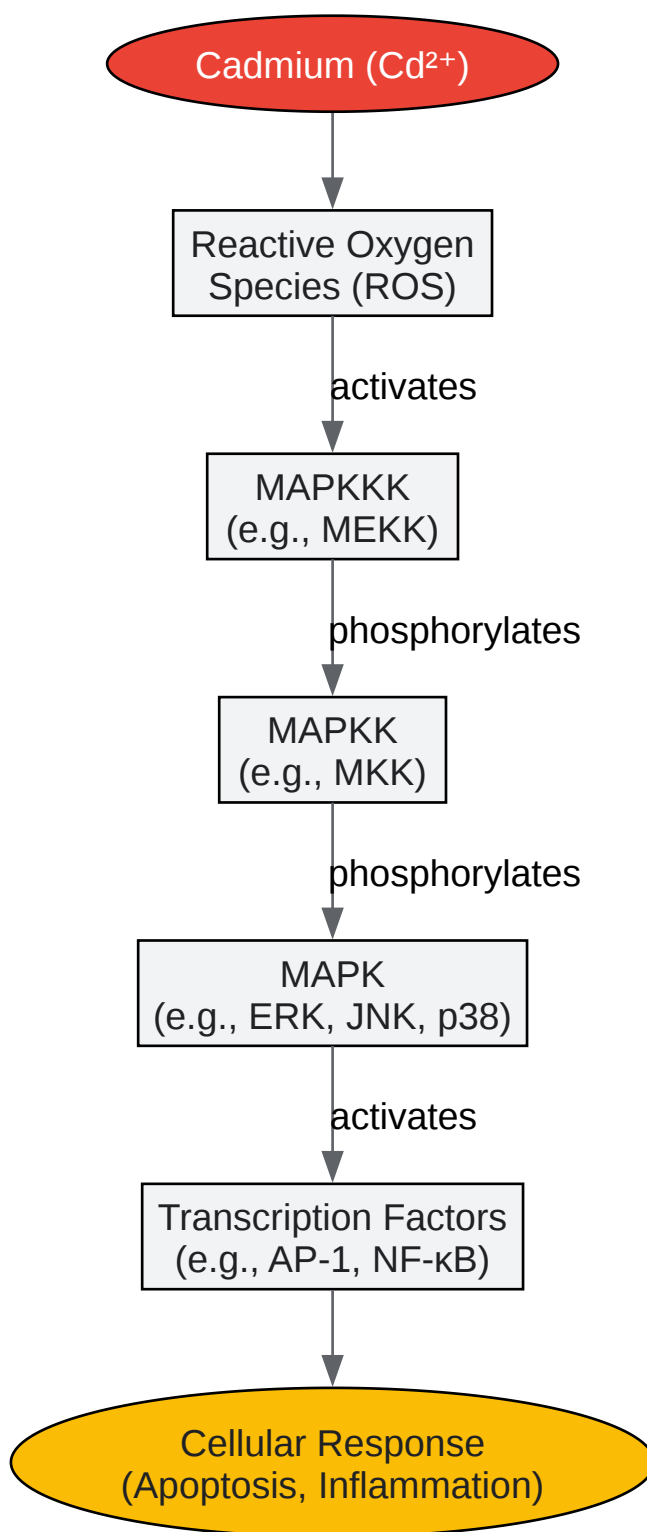 Cadmium (Cd²⁺)
Reactive Oxygen
Species (ROS)
activates
MAPKKK
(e.g., MEKK)
phosphorylates
MAPKK
(e.g., MKK)
phosphorylates
MAPK
(e.g., ERK, JNK, p38)
activates
Transcription Factors
(e.g., AP-1, NF-κB)
Cellular Response
(Apoptosis, Inflammation)